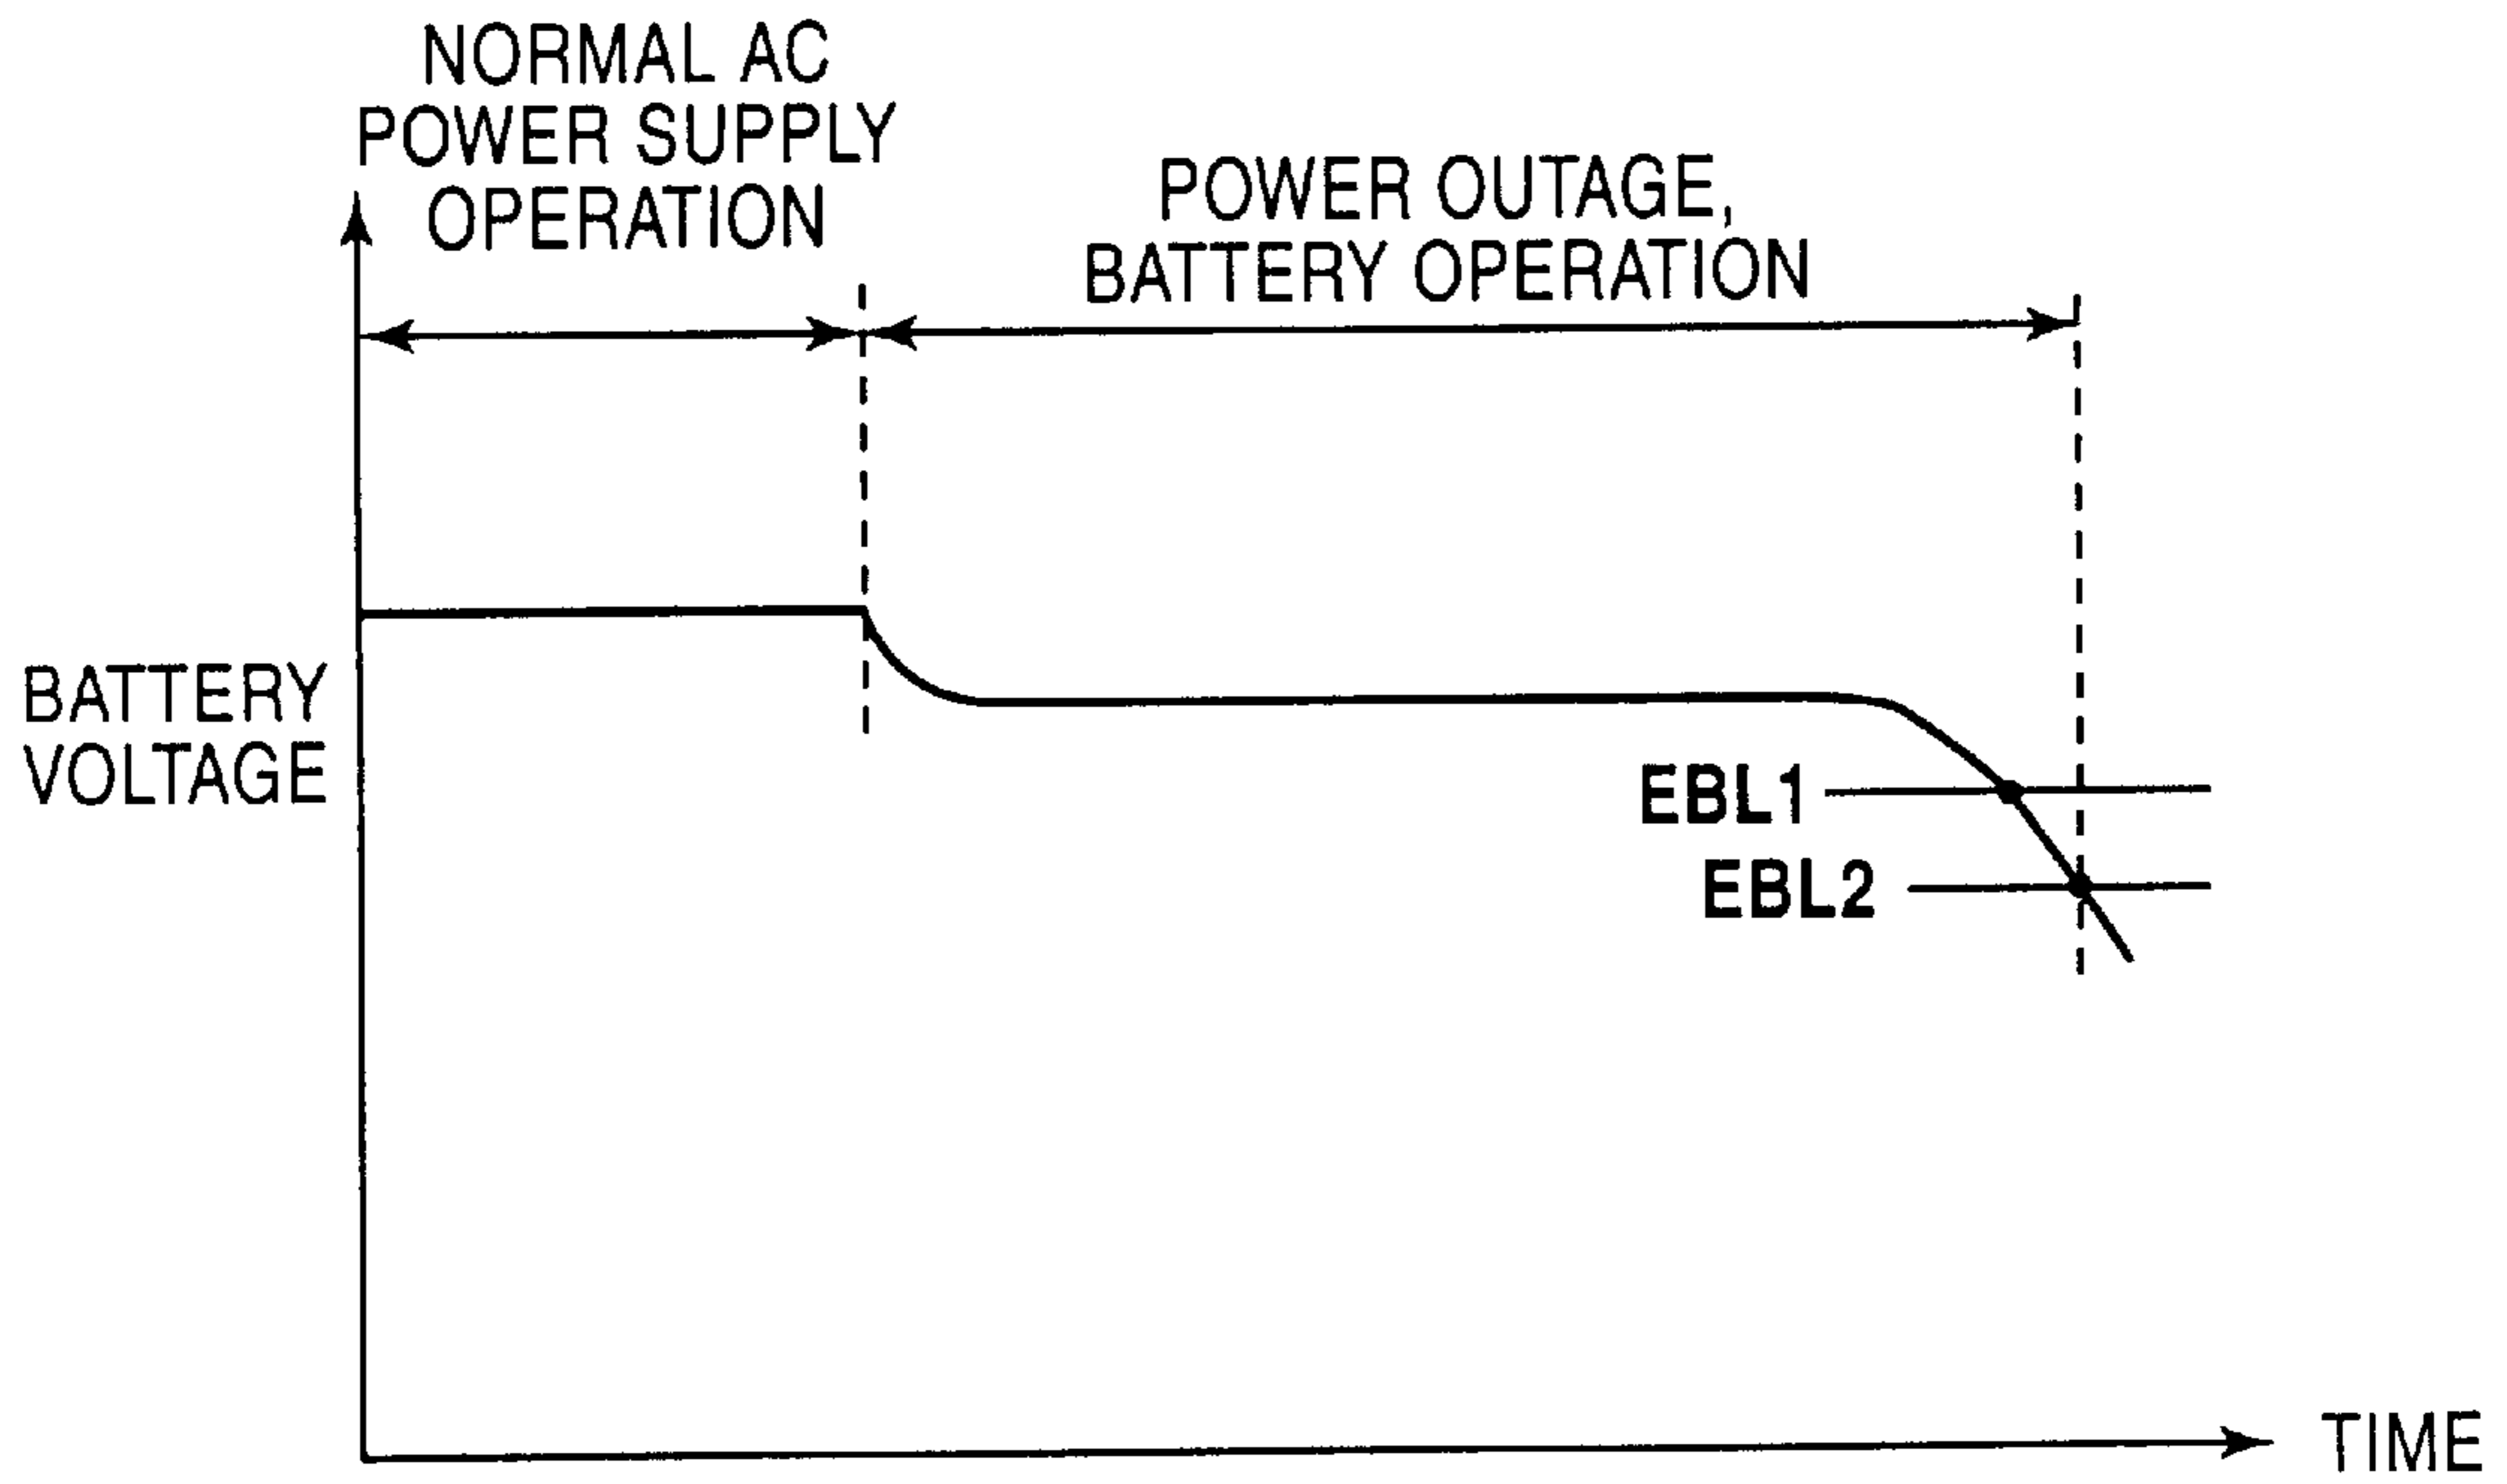 NORMAL AC
POWER SUPPLY
OPERATION
POWER OUTAGE,
BATTERY OPERATION
BATTERY
VOLTAGE
EBL1
EBL2
TIME